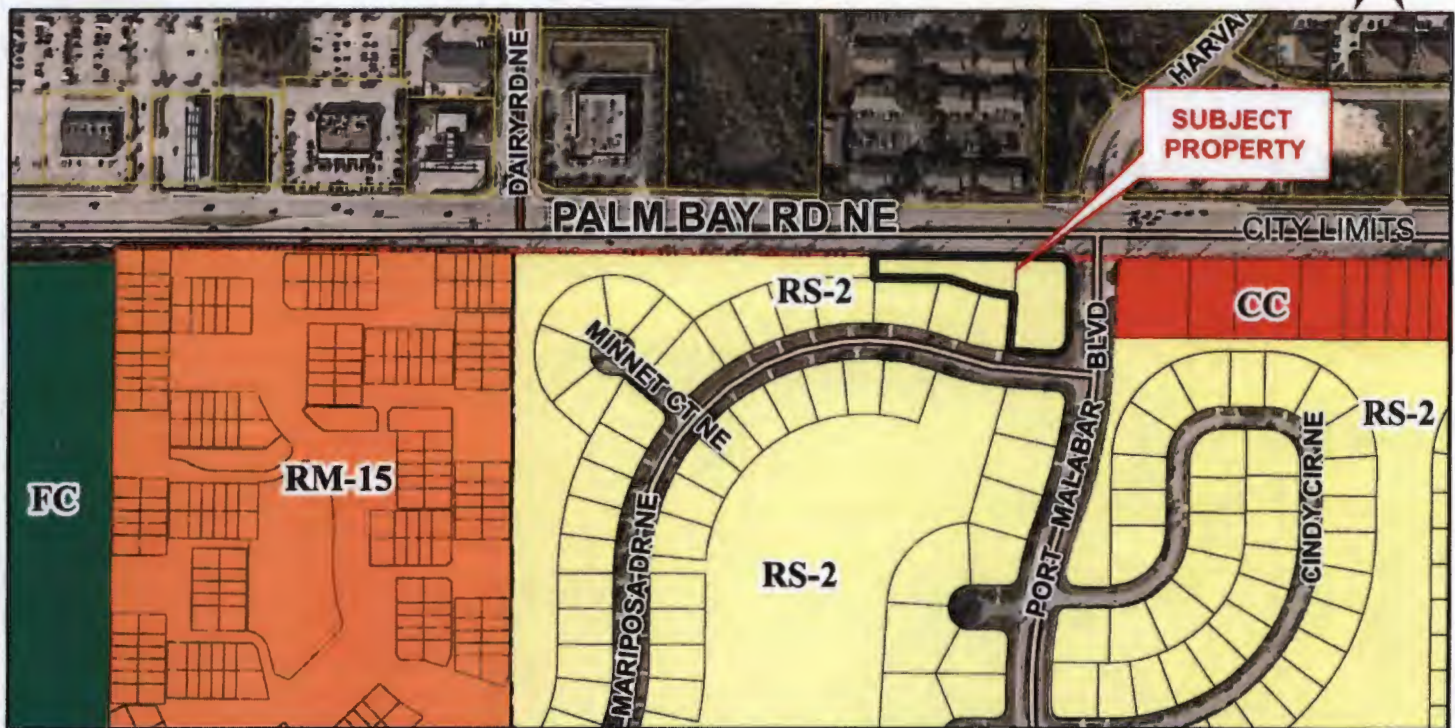 DAIRY RD NE
HARVA
SUBJECT
PROPERTY
PALM BAY RD NE
CITY LIMITS
RS-2
CC
MINNET CT NE
PORT MALABAR BLVD
RS-2
FC
RM-15
RS-2
MARIPOSA DR NE
CINDY CIR NE